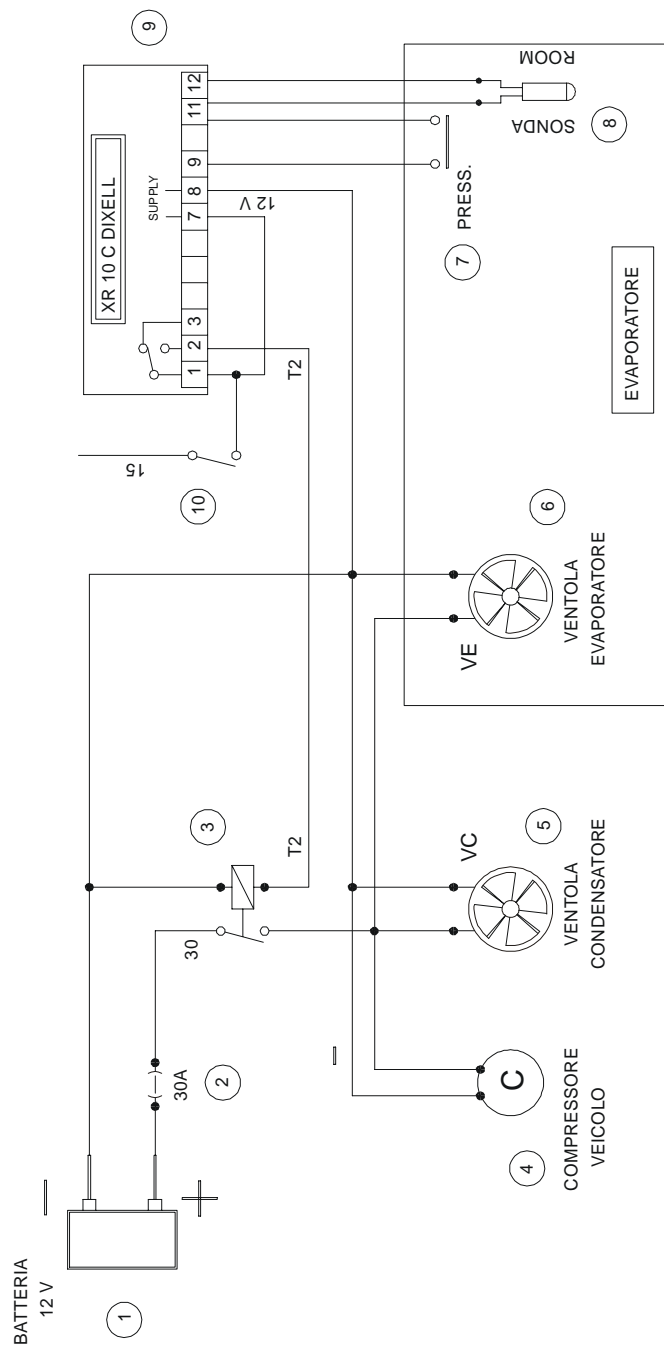 BATTERIA
12 V
1
30A
2
30
3
T2
T2
15
10
XR 10 C DIXELL
SUPPLY
1
2
3
7
8
9
11
12
12 V
9
C
COMPRESSORE
VEICOLO
4
VC
VENTOLA
CONDENSATORE
5
VE
VENTOLA
EVAPORATORE
6
EVAPORATORE
PRESS.
7
SONDA
ROOM
8